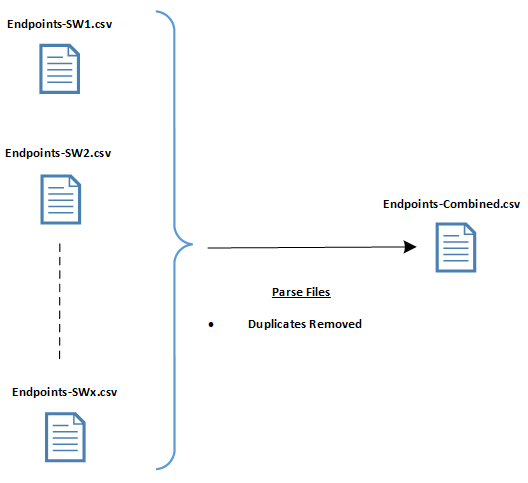 Endpoints-SW1.csv
Endpoints-SW2.csv
Endpoints-Combined.csv
Parse Files
• Duplicates Removed
Endpoints-SWx.csv